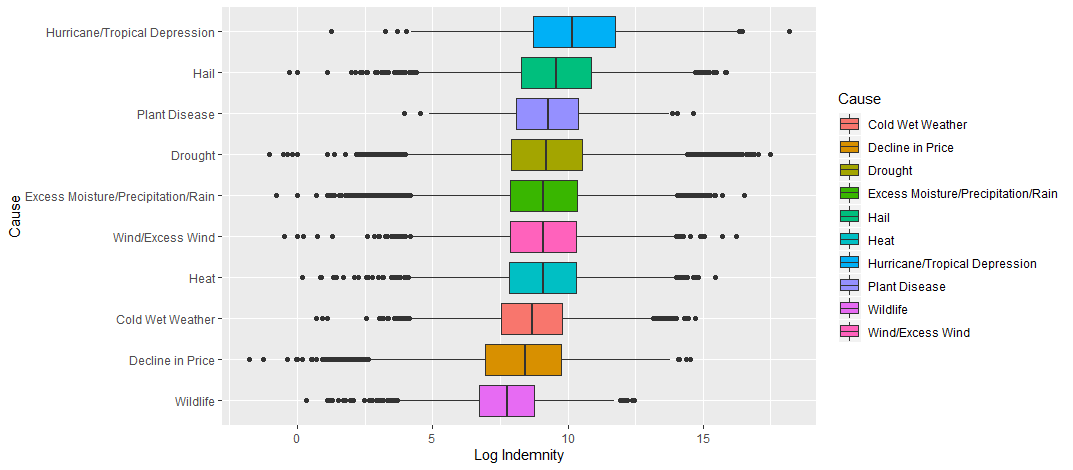 Hurricane/Tropical Depression
Hail
Plant Disease
Drought
Excess Moisture/Precipitation/Rain
Wind/Excess Wind
Heat
Cold Wet Weather
Decline in Price
Wildlife
Cause
0 5 10 15
Log Indemnity
Cause
Cold Wet Weather
Decline in Price
Drought
Excess Moisture/Precipitation/Rain
Hail
Heat
Hurricane/Tropical Depression
Plant Disease
Wildlife
Wind/Excess Wind